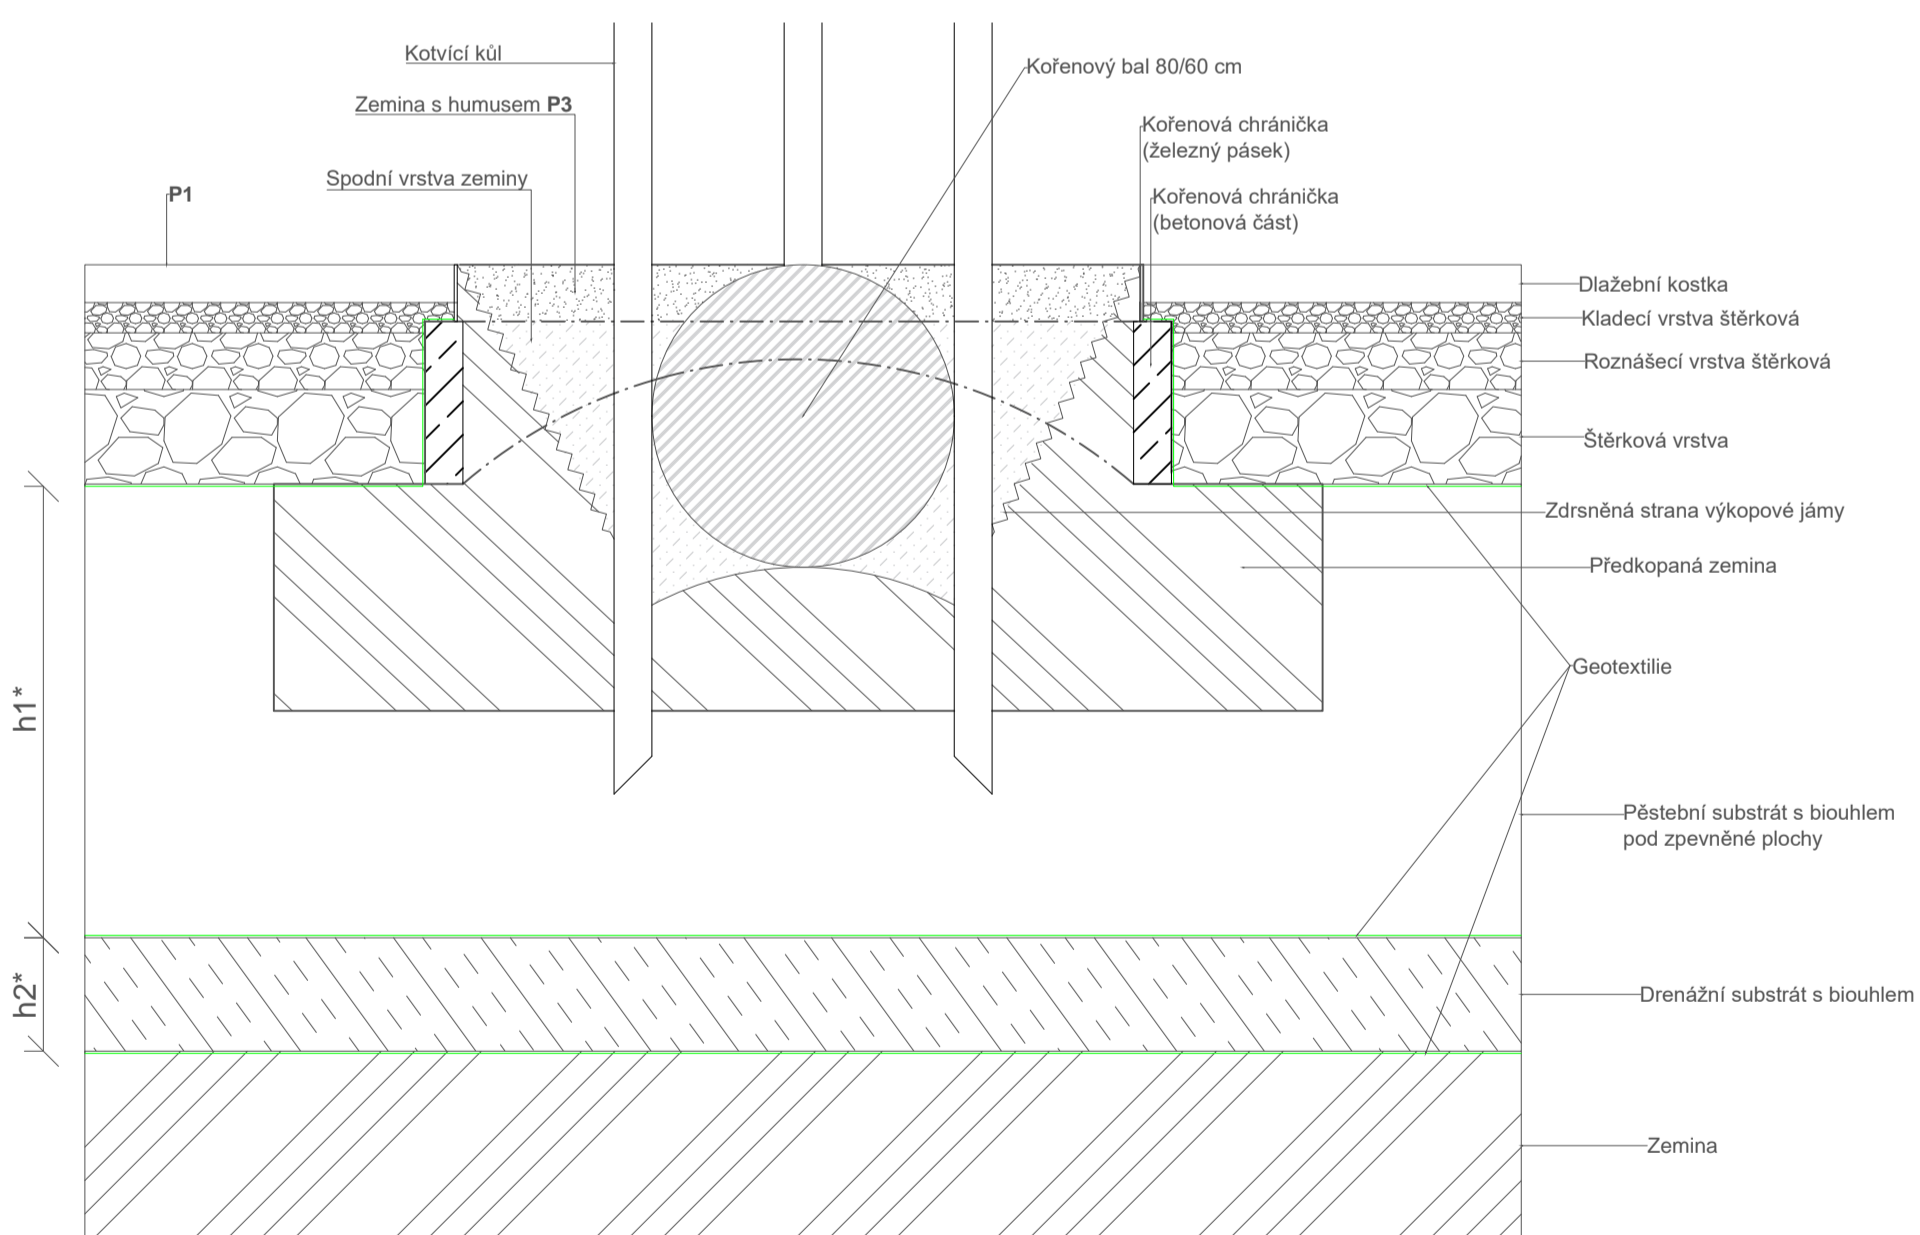 Kotvící kůl
Kořenový bal 80/60 cm
Zemina s humusem P3
Kořenová chránička
(železný pásek)
Spodní vrstva zeminy
P1
Kořenová chránička
(betonová část)
Dlažební kostka
Kladecí vrstva štěrková
Roznášecí vrstva štěrková
Štěrková vrstva
Zdrsněná strana výkopové jámy
Předkopaná zemina
Geotextilie
h1*
Pěstební substrát s biouhlem
pod zpevněné plochy
h2*
Drenážní substrát s biouhlem
Zemina